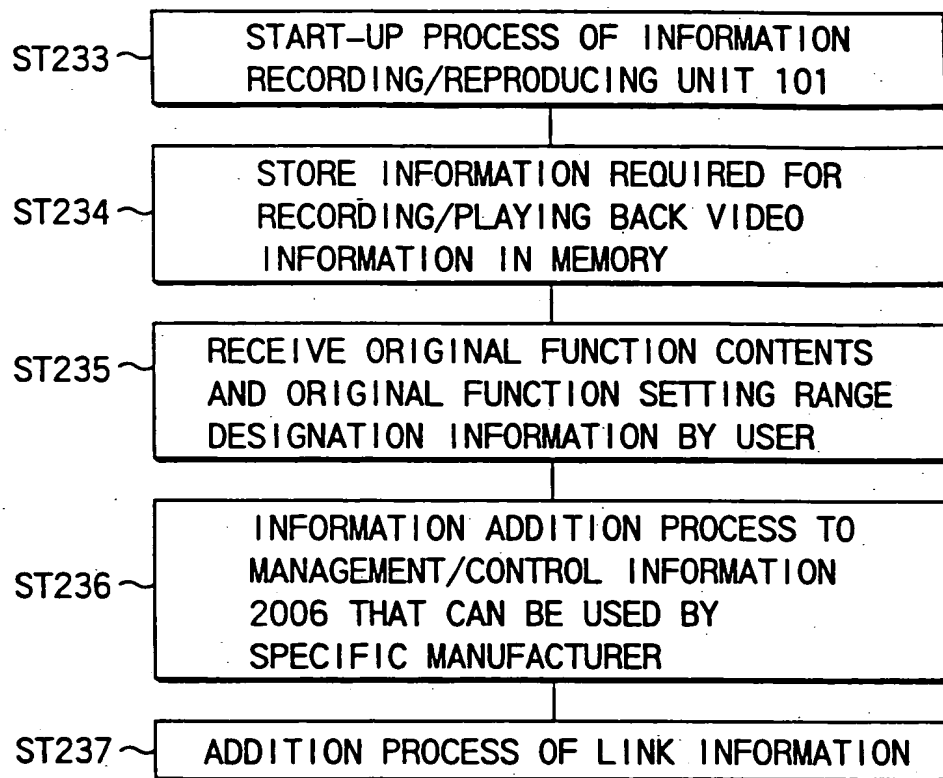 ST233
START-UP PROCESS OF INFORMATION
RECORDING/REPRODUCING UNIT 101
ST234
STORE INFORMATION REQUIRED FOR
RECORDING/PLAYING BACK VIDEO
INFORMATION IN MEMORY
ST235
RECEIVE ORIGINAL FUNCTION CONTENTS
AND ORIGINAL FUNCTION SETTING RANGE
DESIGNATION INFORMATION BY USER
ST236
INFORMATION ADDITION PROCESS TO
MANAGEMENT/CONTROL INFORMATION
2006 THAT CAN BE USED BY
SPECIFIC MANUFACTURER
ST237
ADDITION PROCESS OF LINK INFORMATION